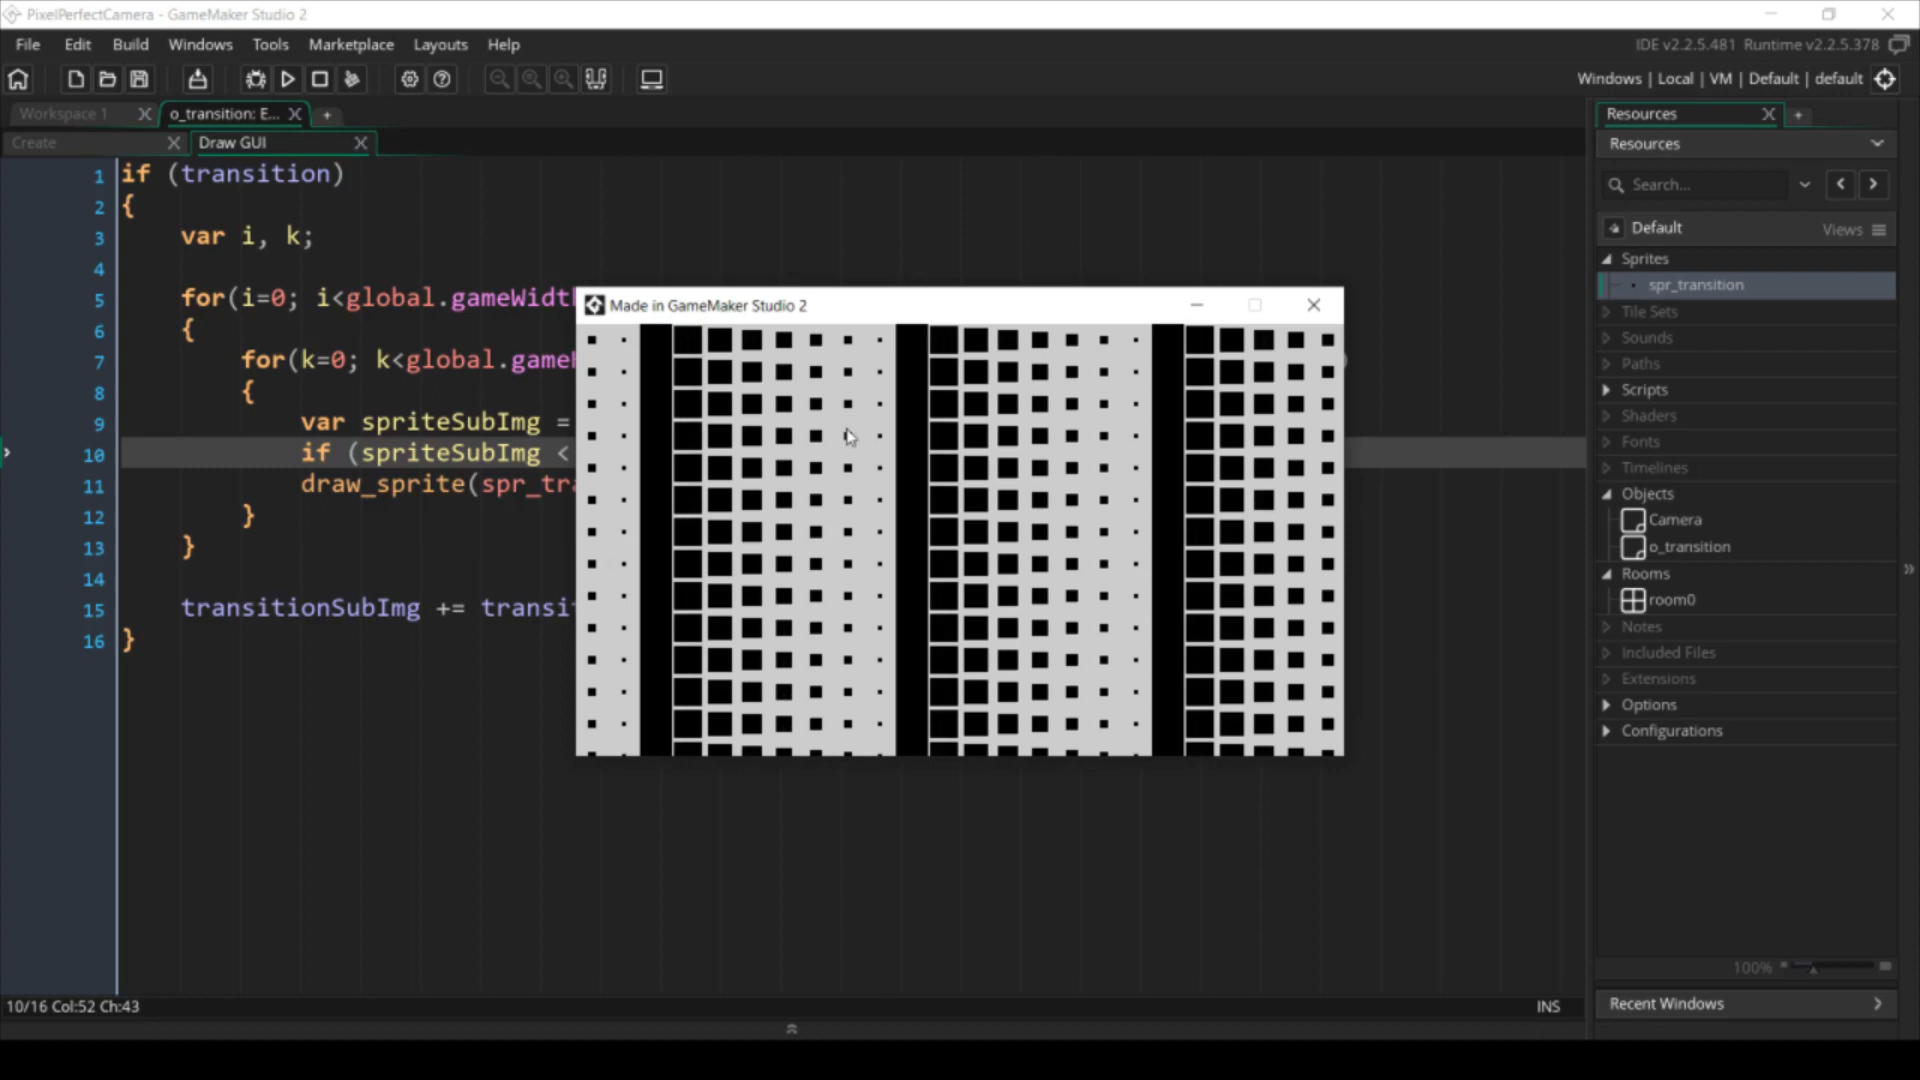 PixelPerfectCamera - GameMaker Studio 2
File Edit Build Windows Tools Marketplace Layouts Help
IDE v2.2.5.481 Runtime v2.2.5.378
Windows | Local | VM | Default | default
Workspace 1
o_transition: E...
Create
Draw GUI
1 if (transition)
2 {
3 var i, k;
4
5 for(i=0; i<global.gameWidt
6 {
7 for(k=0; k<global.game
8 {
9 var spriteSubImg =
10 if (spriteSubImg <
11 draw_sprite(spr_tra
12 }
13 }
14
15 transitionSubImg += transi
16 }
Made in GameMaker Studio 2
10/16 Col:52 Ch:43
INS
Resources
Resources
Search...
Default
Views
Sprites
spr_transition
Tile Sets
Sounds
Paths
Scripts
Shaders
Fonts
Timelines
Objects
Camera
o_transition
Rooms
room0
Notes
Included Files
Extensions
Options
Configurations
100%
Recent Windows